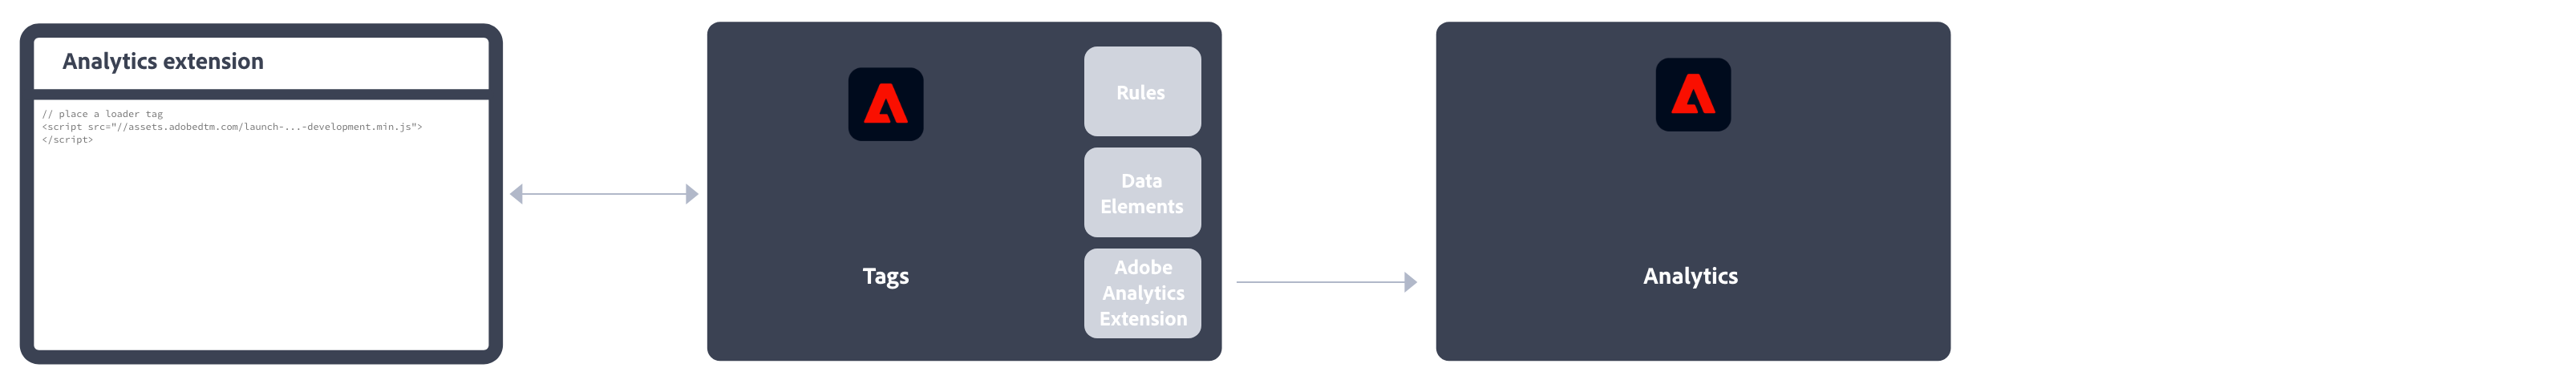 Analytics extension
// place a loader tag
<script src="//assets.adobedtm.com/launch-...-development.min.js">
</script>
Tags
Rules
Data
Elements
Adobe
Analytics
Extension
Analytics